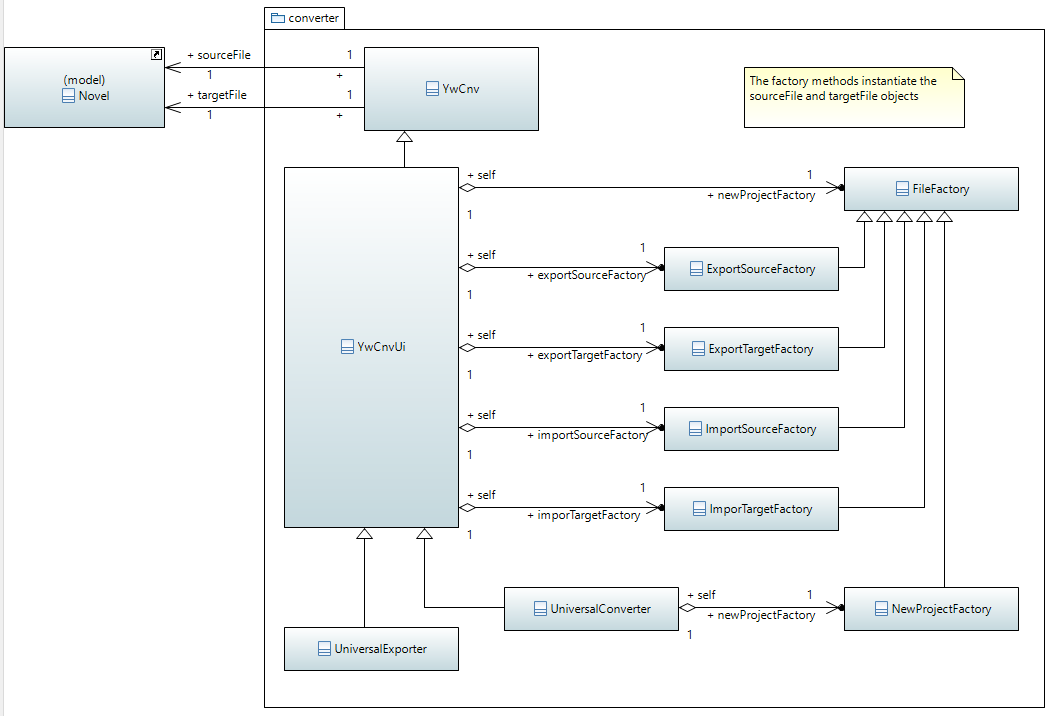 converter
+ sourceFile
1
1
+
(model)
Novel
+ targetFile
1
1
+
YwCnv
The factory methods instantiate the
sourceFile and targetFile objects
+ self
1
1
+ newProjectFactory
FileFactory
+ self
1
1
+ exportSourceFactory
ExportSourceFactory
+ self
1
1
+ exportTargetFactory
ExportTargetFactory
YwCnvUi
+ self
1
1
+ importSourceFactory
ImportSourceFactory
+ self
1
1
+ imporTargetFactory
ImporTargetFactory
UniversalConverter
+ self
1
1
+ newProjectFactory
NewProjectFactory
UniversalExporter